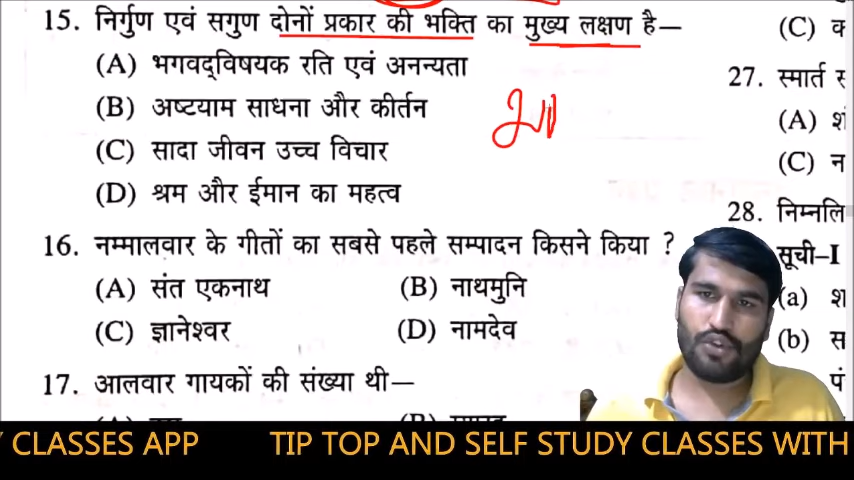 15. निर्गुण एवं सगुण दोनों प्रकार की भक्ति का मुख्य लक्षण है—
(A) भगवद्विषयक रति एवं अनन्यता
(B) अष्टयाम साधना और कीर्तन
(C) सादा जीवन उच्च विचार
(D) श्रम और ईमान का महत्व
16. नम्मालवार के गीतों का सबसे पहले सम्पादन किसने किया ?
(A) संत एकनाथ (B) नाथमुनि
(C) ज्ञानेश्वर (D) नामदेव
17. आलवार गायकों की संख्या थी—
(C)
27. स्मार्त
(A)
(C)
28.
सूची–I
(a)
(b)
Y CLASSES APP TIP TOP AND SELF STUDY CLASSES WITH